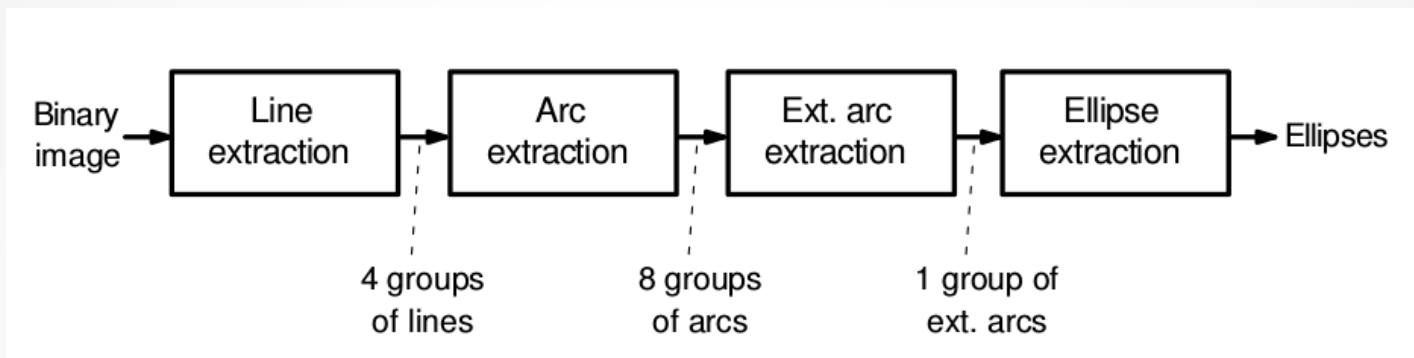 Binary
image
Line
extraction
Arc
extraction
Ext. arc
extraction
Ellipse
extraction
Ellipses
4 groups
of lines
8 groups
of arcs
1 group of
ext. arcs